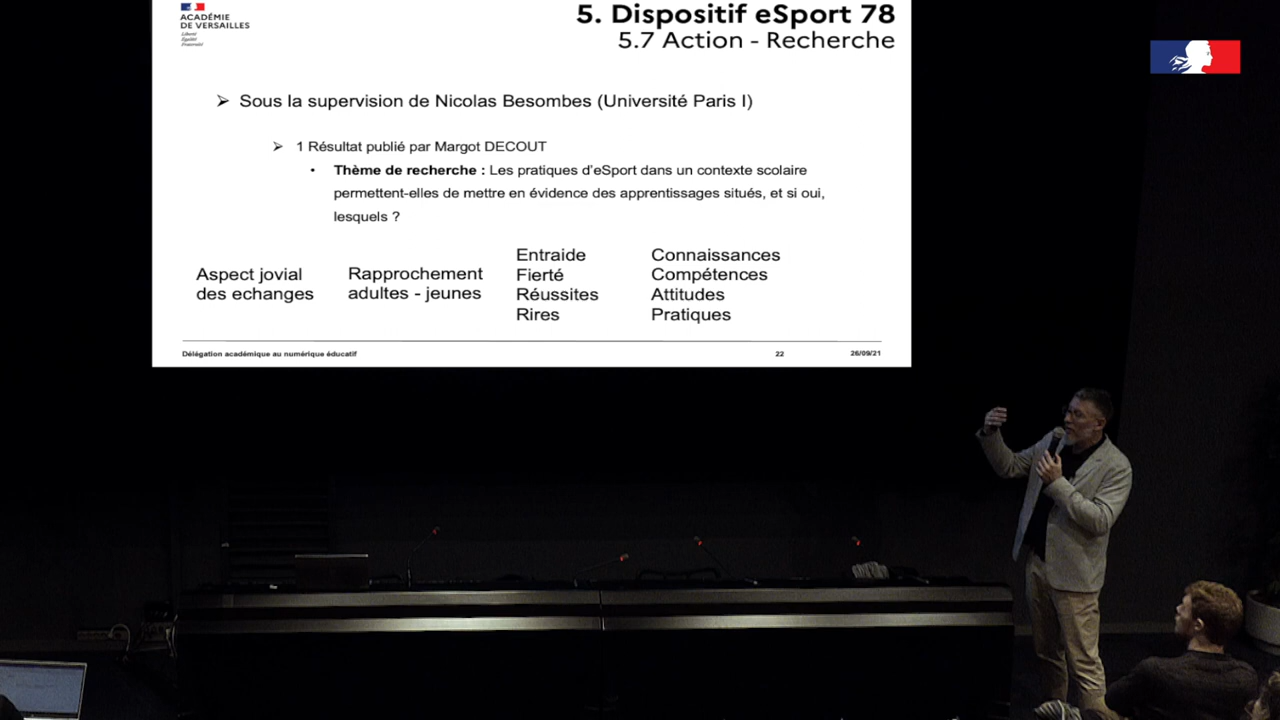 ACADÉMIE
DE VERSAILLES
Liberté
Égalité
Fraternité
5. Dispositif eSport 78
5.7 Action - Recherche
➢ Sous la supervision de Nicolas Besombes (Université Paris I)
➢ 1 Résultat publié par Margot DECOUT
• Thème de recherche : Les pratiques d'eSport dans un contexte scolaire
permettent-elles de mettre en évidence des apprentissages situés, et si oui,
lesquels ?
Aspect jovial
des echanges
Rapprochement
adultes - jeunes
Entraide
Fierté
Réussites
Rires
Connaissances
Compétences
Attitudes
Pratiques
Délégation académique au numérique éducatif
22
26/09/21